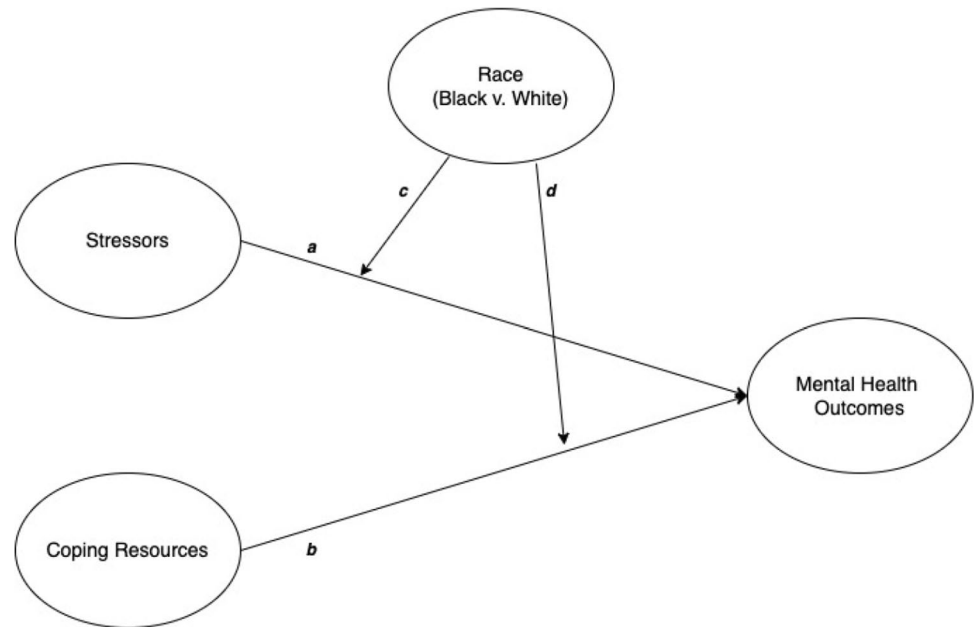 Race
(Black v. White)
c
d
Stressors
a
Mental Health
Outcomes
Coping Resources
b